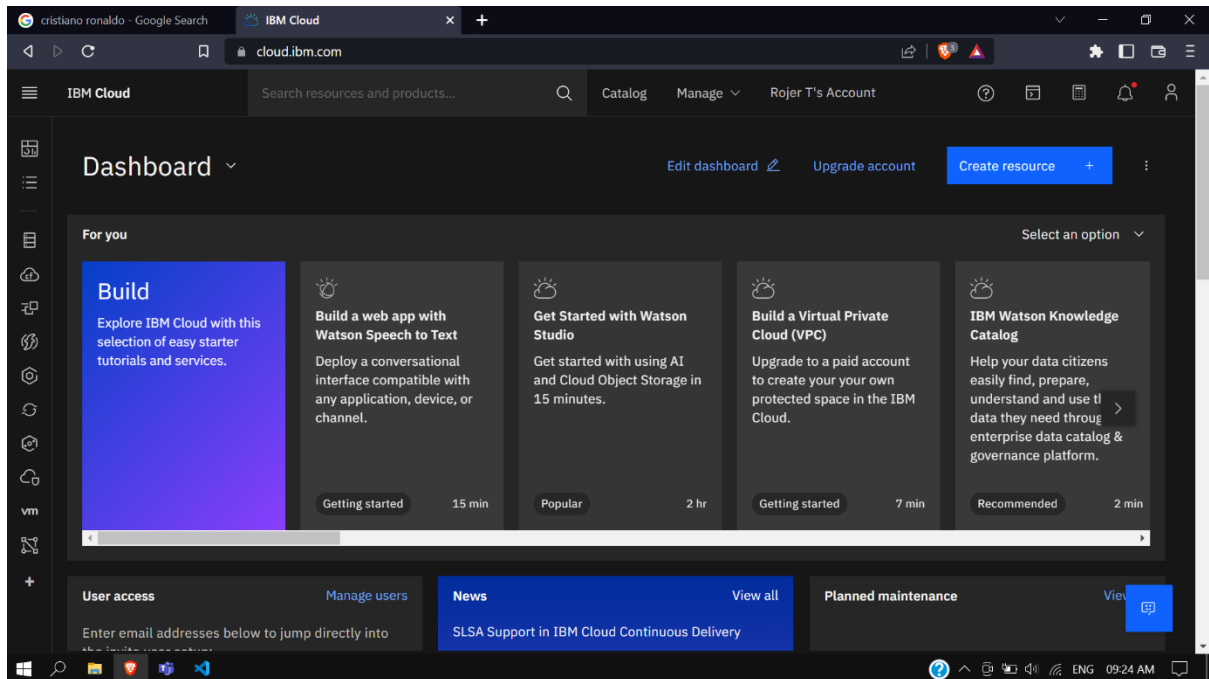 cristiano ronaldo - Google Search
IBM Cloud
cloud.ibm.com
3
IBM Cloud
Search resources and products...
Catalog
Manage
Rojer T's Account
Dashboard
Edit dashboard
Upgrade account
Create resource +
For you
Select an option
Build
Explore IBM Cloud with this
selection of easy starter
tutorials and services.
Build a web app with
Watson Speech to Text
Deploy a conversational
interface compatible with
any application, device, or
channel.
Getting started
15 min
Get Started with Watson
Studio
Get started with using AI
and Cloud Object Storage in
15 minutes.
Popular
2 hr
Build a Virtual Private
Cloud (VPC)
Upgrade to a paid account
to create your your own
protected space in the IBM
Cloud.
Getting started
7 min
IBM Watson Knowledge
Catalog
Help your data citizens
easily find, prepare,
understand and use
data they need
enterprise data catalog &
governance platform.
Recommended
2 min
vm
User access
Manage users
Enter email addresses below to jump directly into
the invite user setup:
News
View all
SLSA Support in IBM Cloud Continuous Delivery
Planned maintenance
ENG
09:24 AM